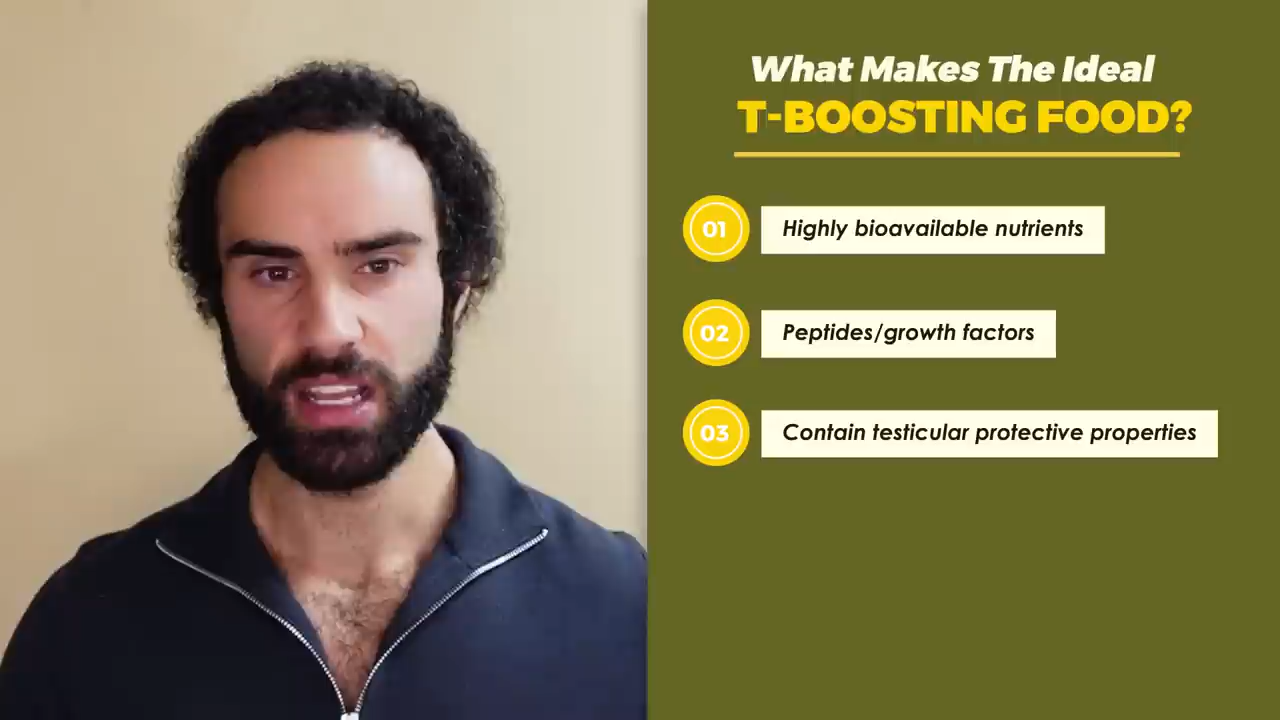 What Makes The Ideal
T-BOOSTING FOOD?
01
Highly bioavailable nutrients
02
Peptides/growth factors
03
Contain testicular protective properties